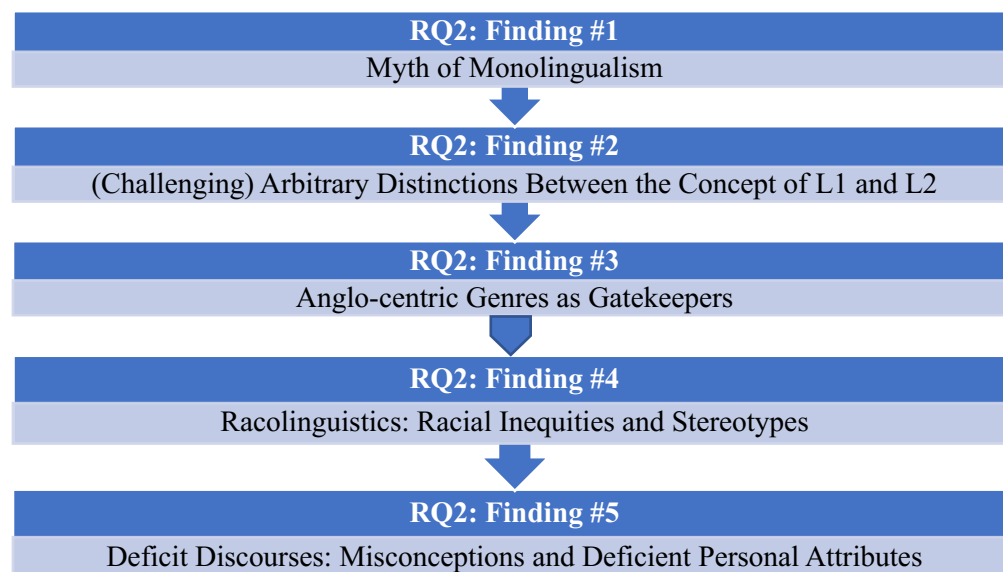 RQ2: Finding #1
Myth of Monolingualism
RQ2: Finding #2
(Challenging) Arbitrary Distinctions Between the Concept of L1 and L2
RQ2: Finding #3
Anglo-centric Genres as Gatekeepers
RQ2: Finding #4
Racolinguistics: Racial Inequities and Stereotypes
RQ2: Finding #5
Deficit Discourses: Misconceptions and Deficient Personal Attributes